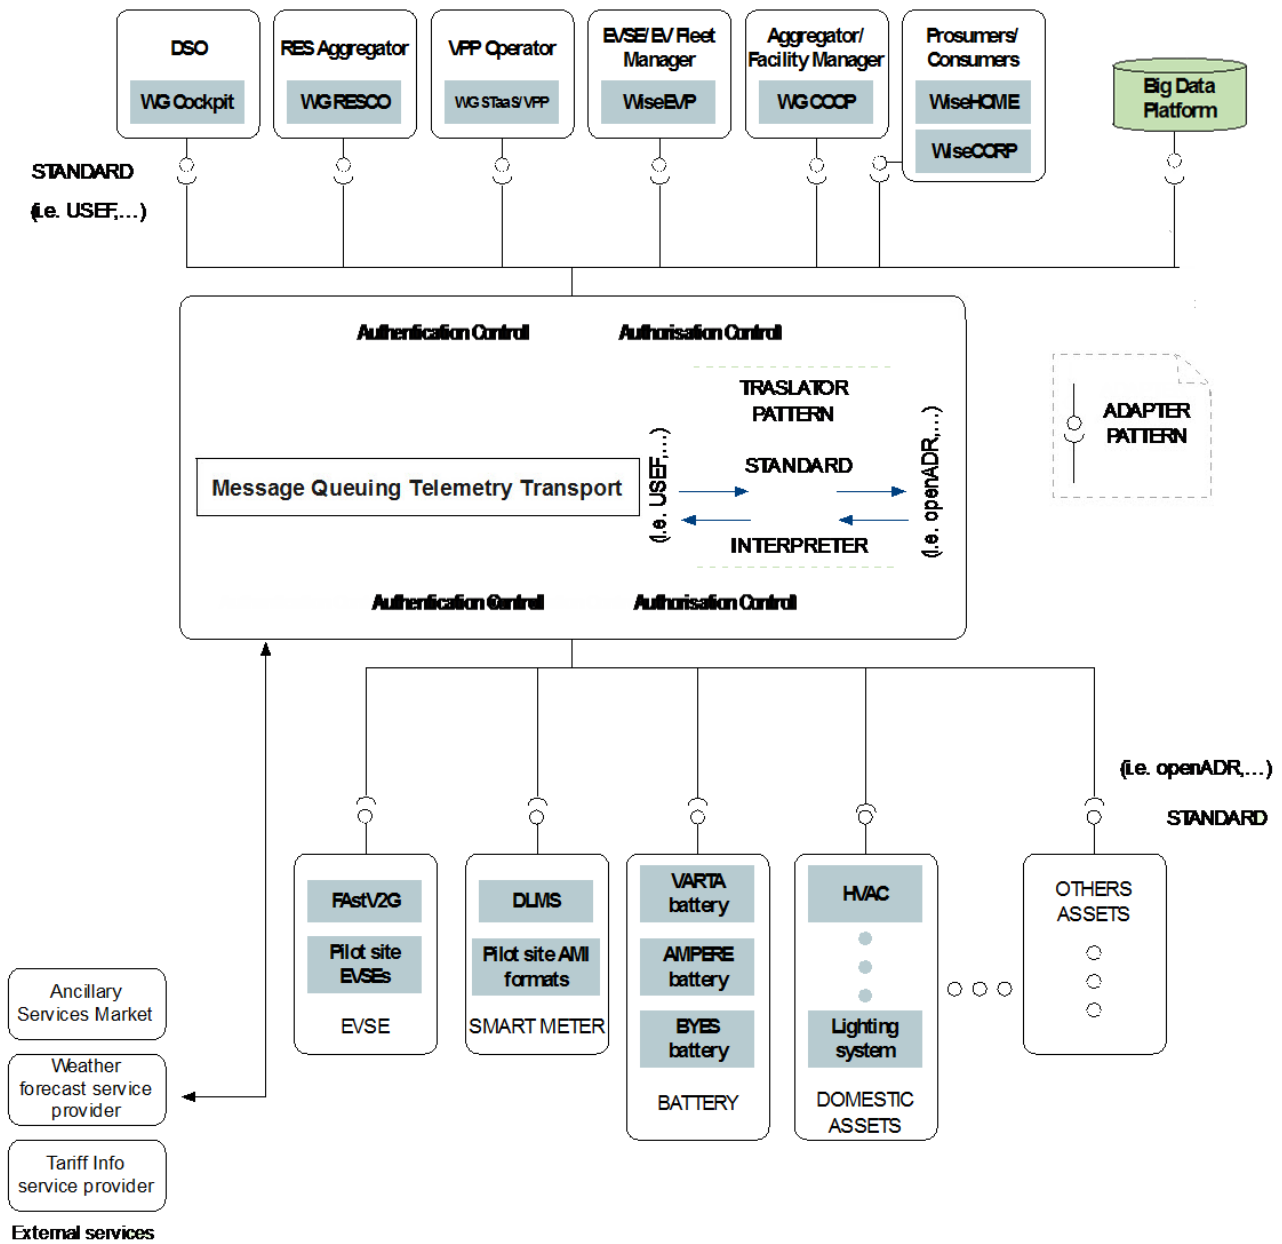 DSO
WG Cockpit
RES Aggregator
WG RESCO
VPP Operator
WG STaaS/VPP
EVSE/EV Fleet
Manager
WiseEVP
Aggregator/
Facility Manager
WG COOP
Prosumers/
Consumers
WiseHOME
WiseCORP
Big Data
Platform
STANDARD
(i.e. USEF,...)
Authentication Control
Authorisation Control
TRASLATOR
PATTERN
Message Queuing Telemetry Transport
(i.e. USEF,...)
STANDARD
INTERPRETER
(i.e. openADR,...)
Authentication Control
Authorisation Control
ADAPTER
PATTERN
(i.e. openADR,...)
STANDARD
FAstV2G
Pilot site
EVSEs
EVSE
DLMS
Pilot site AMI
formats
SMART METER
VARTA
battery
AMPERE
battery
BYES
battery
BATTERY
HVAC
Lighting
system
DOMESTIC
ASSETS
OTHERS
ASSETS
Ancillary
Services Market
Weather
forecast service
provider
Tariff Info
service provider
External services